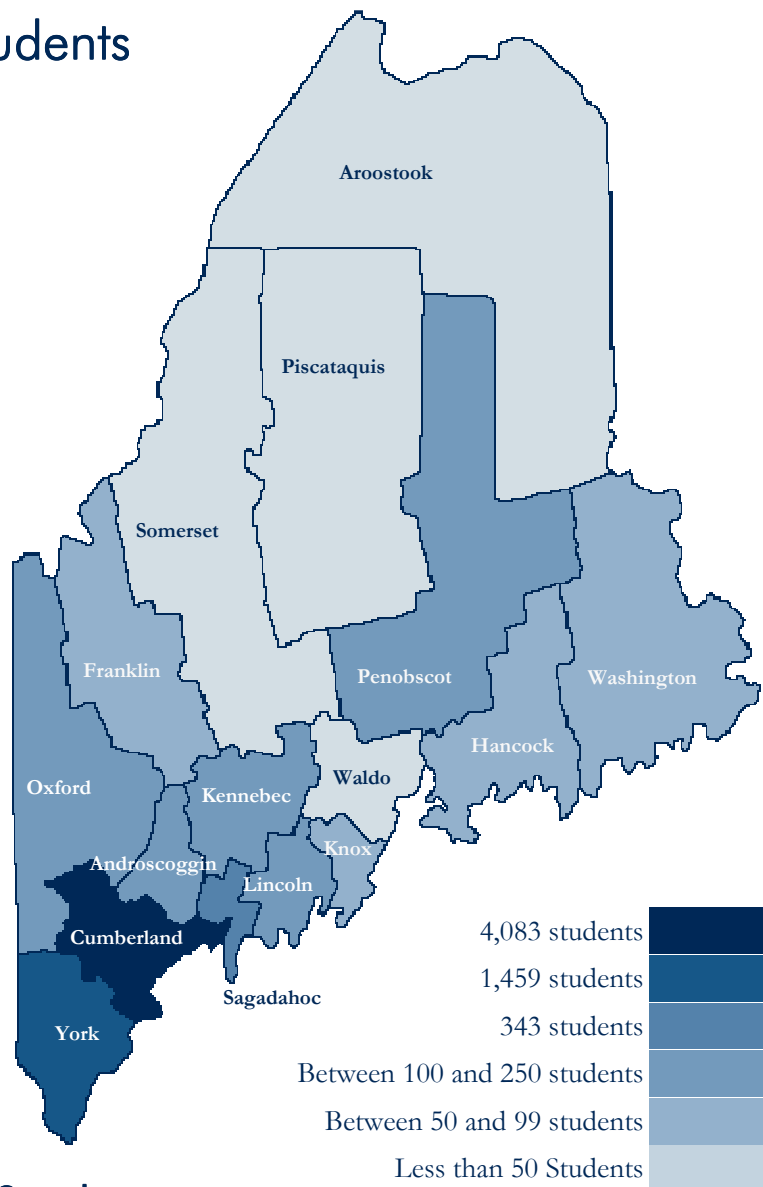 udents
Aroostook
Piscataquis
Somerset
Franklin
Penobscot
Washington
Hancock
Oxford
Kennebec
Waldo
Knox
Androscoggin
Lincoln
Cumberland
Sagadahoc
York
4,083 students
1,459 students
343 students
Between 100 and 250 students
Between 50 and 99 students
Less than 50 Students